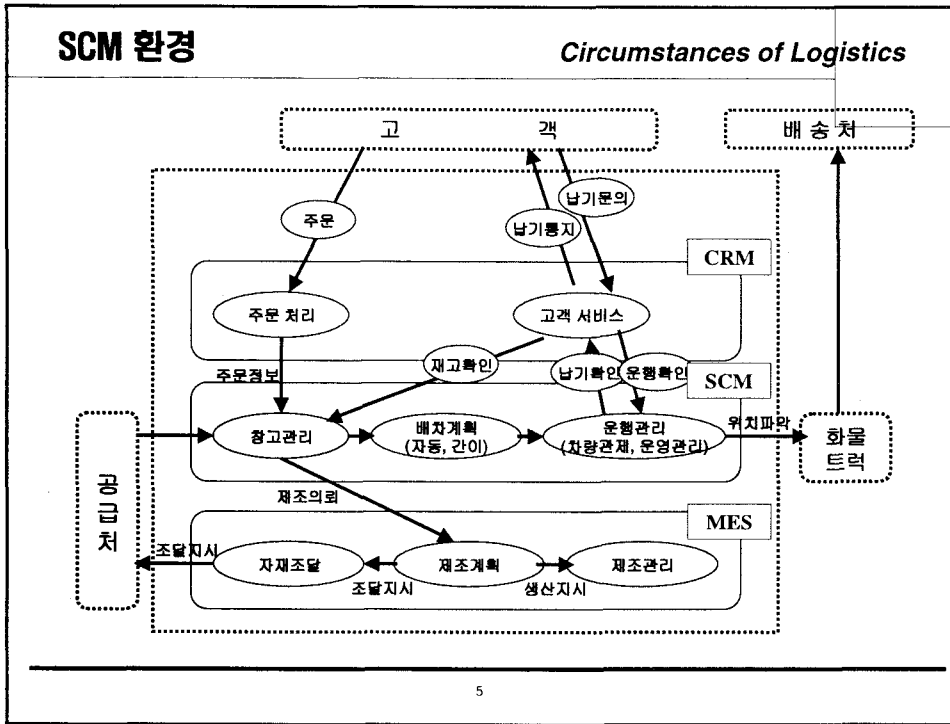 SCM 환경
Circumstances of Logistics
고 객
배송처
주문
납기통지
납기문의
CRM
주문 처리
고객 서비스
재고확인
납기확인
운행확인
주문정보
SCM
창고관리
배차계획
(자동, 간이)
운행관리
(차량관제, 운영관리)
위치파악
화물
트럭
공급처
제조의뢰
MES
조달지시
자재조달
조달지시
제조계획
생산지시
제조관리
5